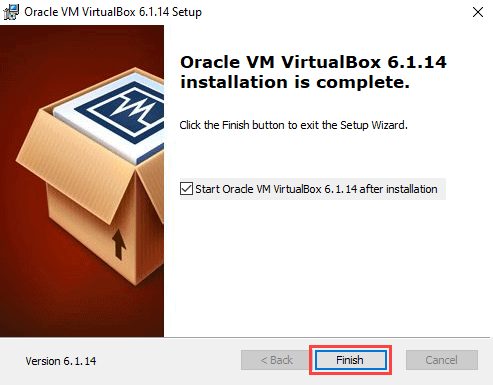 Oracle VM VirtualBox 6.1.14 Setup
Oracle VM VirtualBox 6.1.14
installation is complete.
Click the Finish button to exit the Setup Wizard.
Start Oracle VM VirtualBox 6.1.14 after installation
Version 6.1.14
< Back
Finish
Cancel